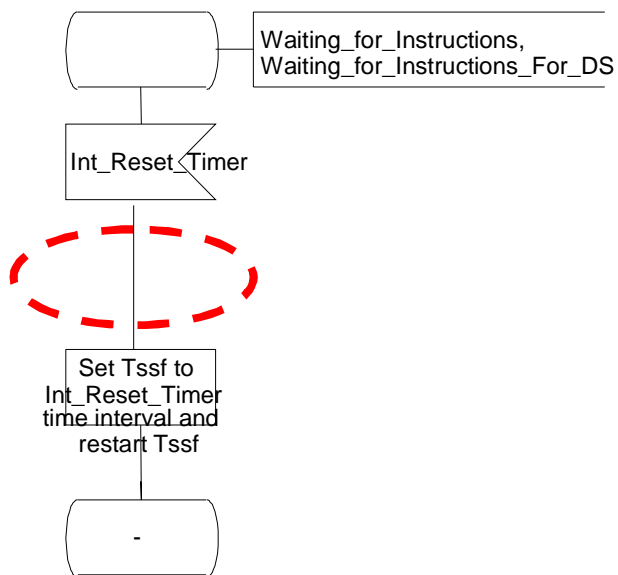 Waiting_for_Instructions,
Waiting_for_Instructions_For_DS
Int_Reset_Timer
Set Tssf to
Int_Reset_Timer
time interval and
restart Tssf
-